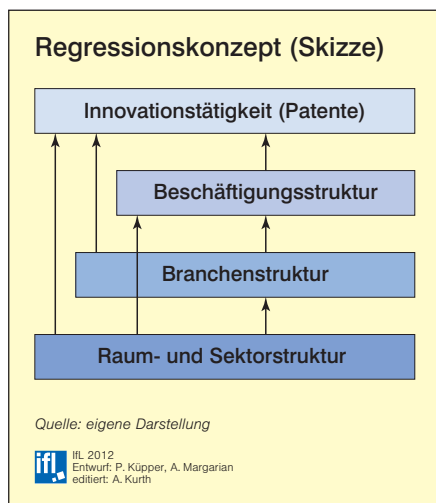 Regressionskonzept (Skizze)
Innovationstätigkeit (Patente)
Beschäftigungsstruktur
Branchenstruktur
Raum- und Sektorstruktur
Quelle: eigene Darstellung
ifl
IfL 2012
Entwurf: P. Küpper, A. Margarian
editiert: A. Kurth